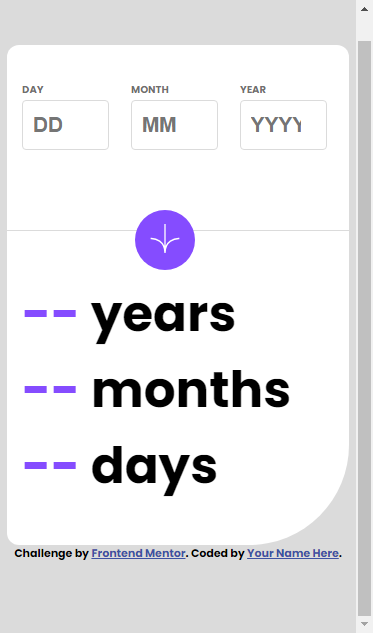 DAY MONTH YEAR
DD MM YYYY
-- years
-- months
-- days
Challenge by Frontend Mentor. Coded by Your Name Here.